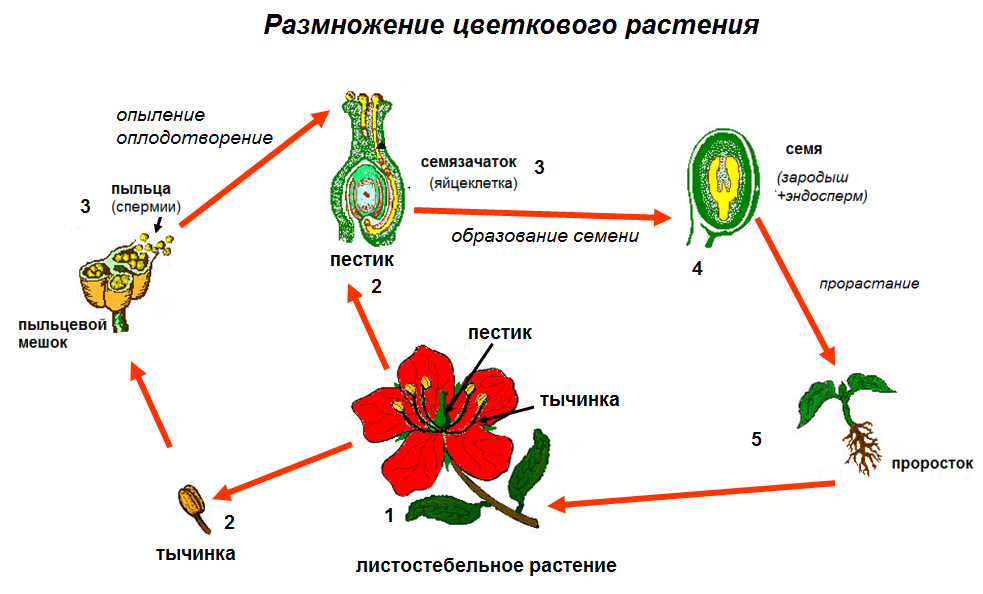 Размножение цветкового растения
опыление
оплодотворение
пыльца
(спермии)
3
пыльцевой
мешок
семязачаток
(яйцеклетка)
3
пестик
2
образование семени
семя
(зародыш
+эндосперм)
4
прорастание
5
проросток
пестик
тычинка
1
листостебельное растение
2
тычинка